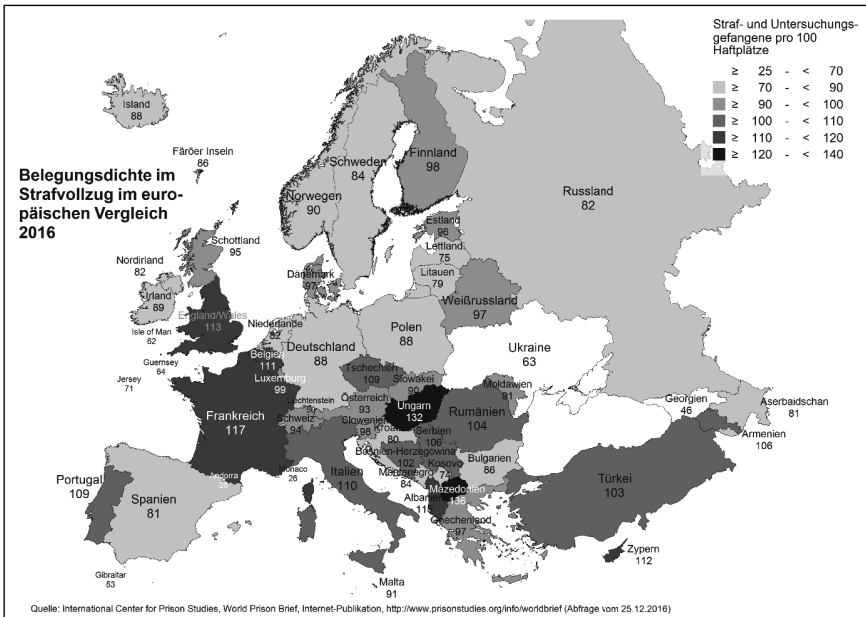 Straf- und Untersuchungs-
gefangene pro 100
Haftplätze
≥ 25 - < 70
≥ 70 - < 90
≥ 90 - < 100
≥ 100 - < 110
≥ 110 - < 120
≥ 120 - < 140
Belegungsdichte im
Strafvollzug im euro-
päischen Vergleich
2016
Island
88
Färöer Inseln
86
Schweden
84
Finnland
98
Norwegen
90
Russland
82
Estland
96
Lettland
75
Litauen
79
Schottland
95
Nordirland
82
Dänemark
97
Irland
89
Weißrussland
97
England/Wales
113
Isle of Man
62
Niederlande
82
Polen
88
Deutschland
88
Ukraine
63
Guernsey
64
Jersey
71
Belgien
111
Luxemburg
99
Tschechien
109
Slowakei
90
Moldawien
91
Liechtenstein
Österreich
93
Ungarn
132
Rumänien
104
Georgien
46
Aserbaidschan
81
Frankreich
117
Schweiz
94
Slowenien
98
80
Serbien
106
Armenien
106
Bosnien-Herzegowina
102
Kosovo
74
Bulgarien
86
Montenegro
84
Portugal
109
Spanien
81
Andorra
Monaco
26
Italien
110
Albanien
115
Mazedonien
Türkei
103
Griechenland
97
Zypern
112
Gibraltar
53
Malta
91
Quelle: International Center for Prison Studies, World Prison Brief, Internet-Publikation, http://www.prisonstudies.org/info/worldbrief (Abfrage vom 25.12.2016)